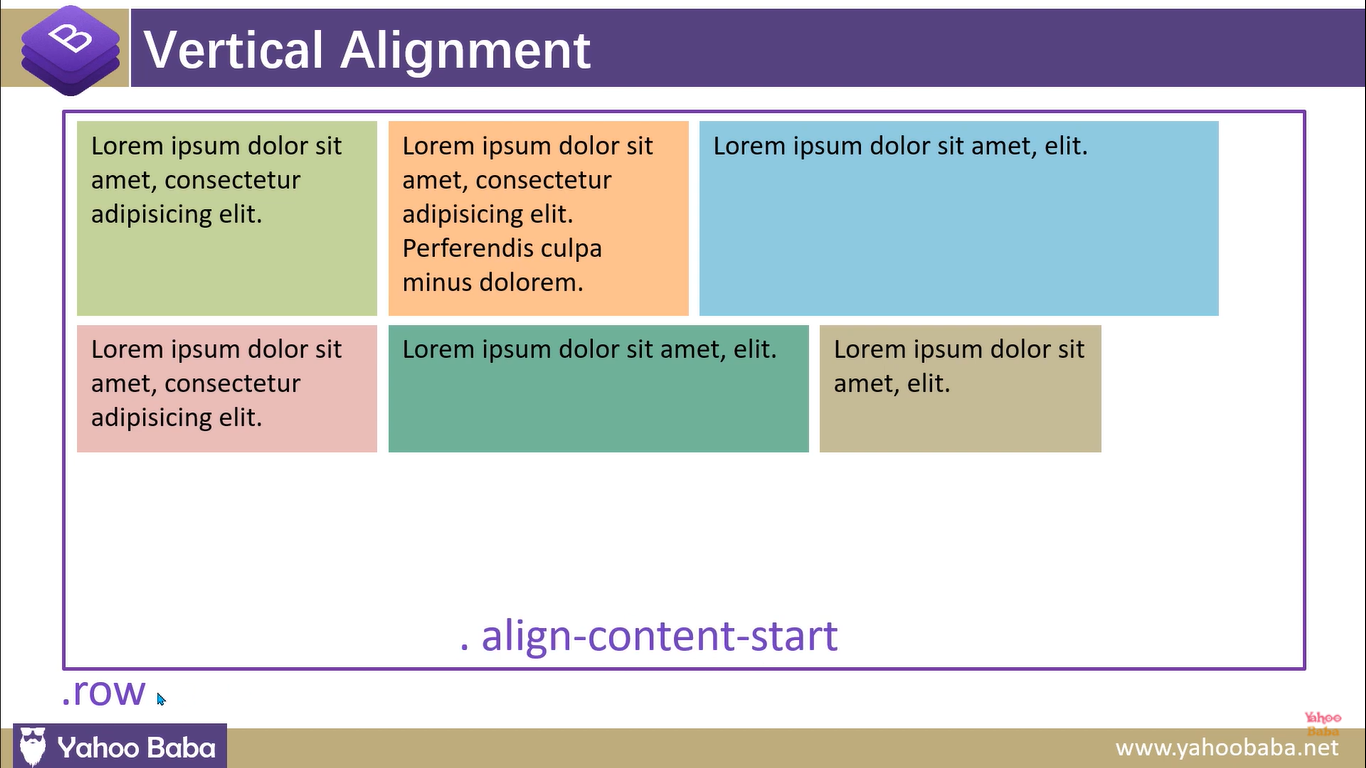 B
Vertical Alignment
Lorem ipsum dolor sit
amet, consectetur
adipisicing elit.
Lorem ipsum dolor sit
amet, consectetur
adipisicing elit.
Perferendis culpa
minus dolorem.
Lorem ipsum dolor sit amet, elit.
Lorem ipsum dolor sit
amet, consectetur
adipisicing elit.
Lorem ipsum dolor sit amet, elit.
Lorem ipsum dolor sit
amet, elit.
. align-content-start
.row
Yahoo
Baba
Yahoo Baba
www.yahoobaba.net